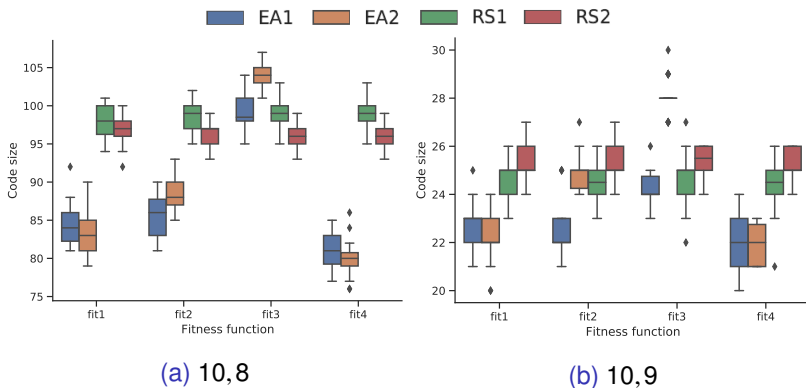 EA1 EA2 RS1 RS2
Code size
105
100
95
90
85
80
75
fit1 fit2 fit3 fit4
Fitness function
(a) 10, 8
Code size
30
28
26
24
22
20
fit1 fit2 fit3 fit4
Fitness function
(b) 10, 9